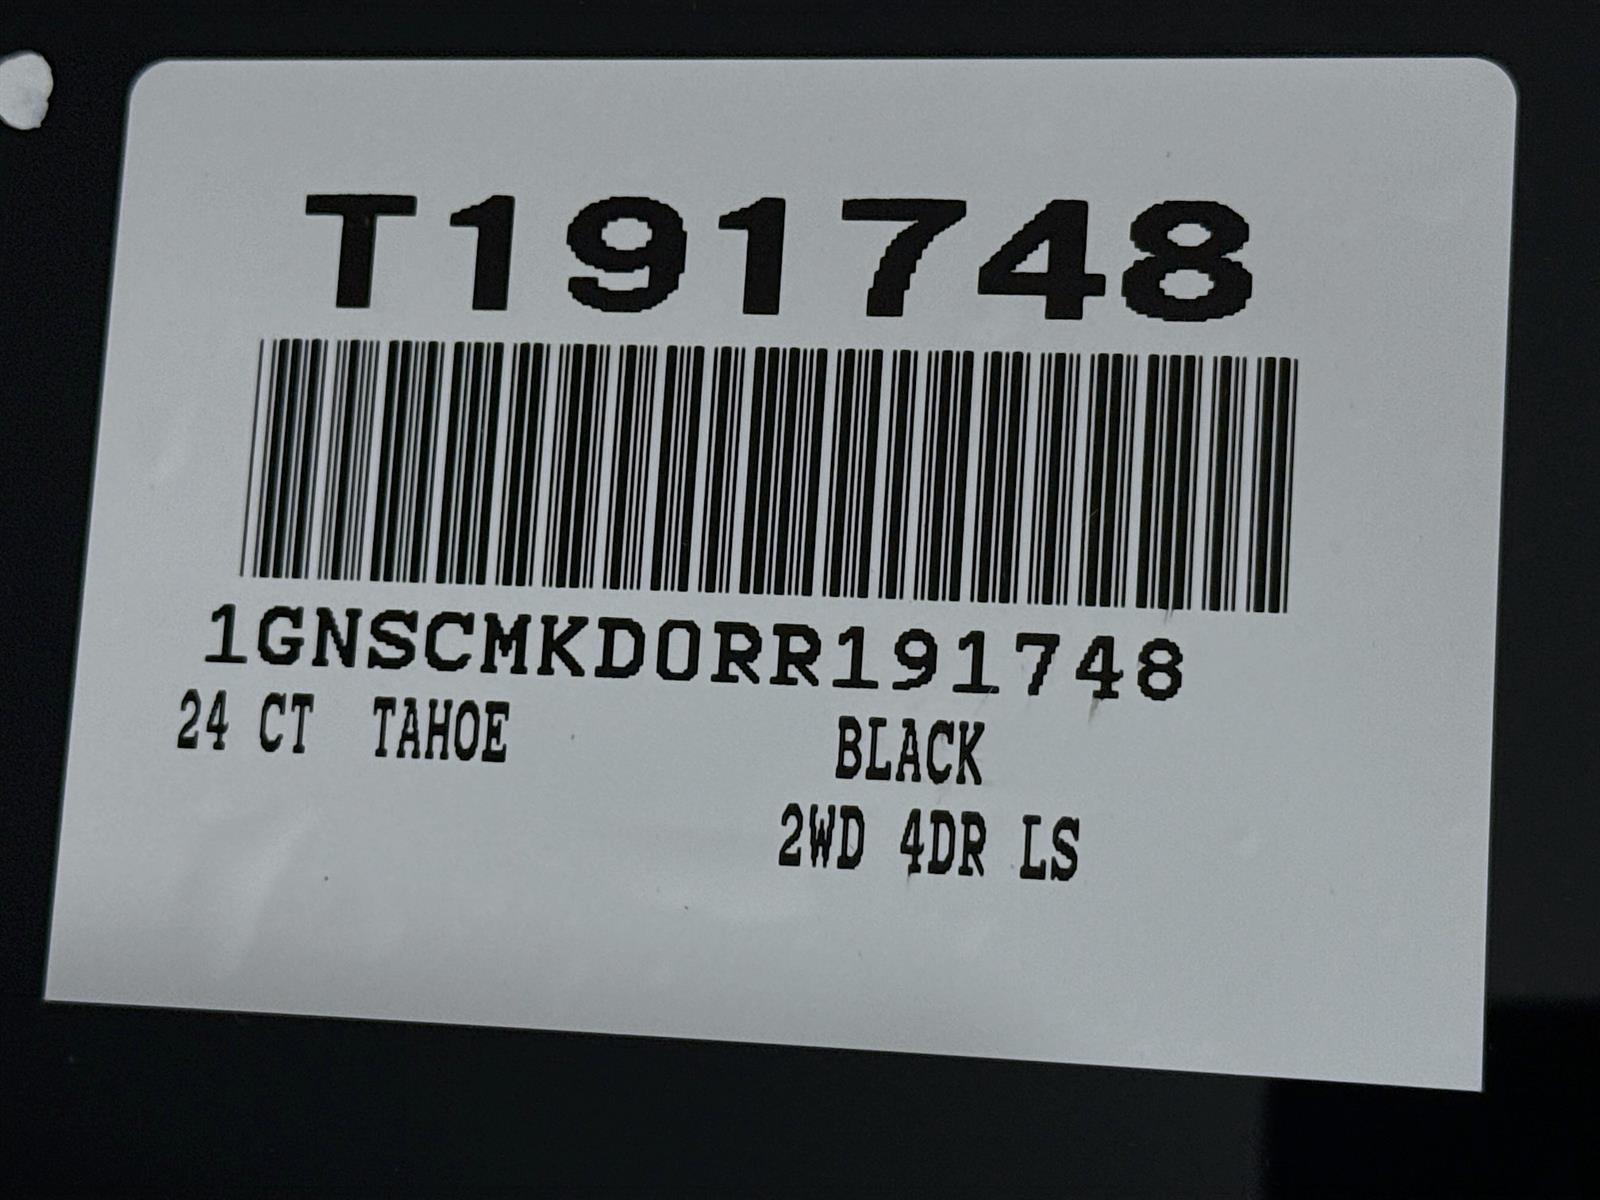 T191748
1GNSCMKD0RR191748
24 CT TAHOE BLACK
2WD 4DR LS